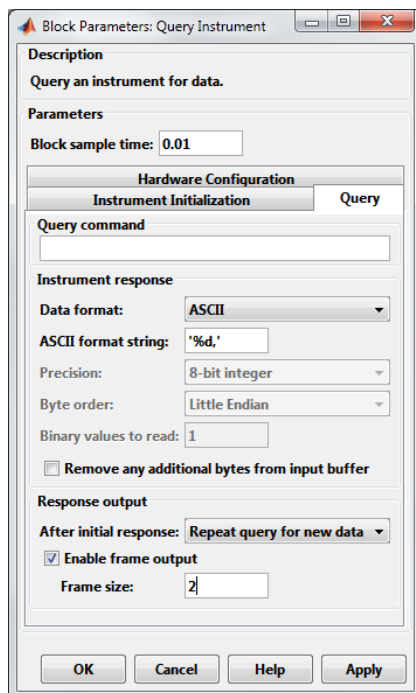 Block Parameters: Query Instrument
Description
Query an instrument for data.
Parameters
Block sample time: 0.01
Hardware Configuration
Instrument Initialization Query
Query command
Instrument response
Data format: ASCII
ASCII format string: '%d,'
Precision: 8-bit integer
Byte order: Little Endian
Binary values to read: 1
Remove any additional bytes from input buffer
Response output
After initial response: Repeat query for new data
Enable frame output
Frame size: 2
OK Cancel Help Apply